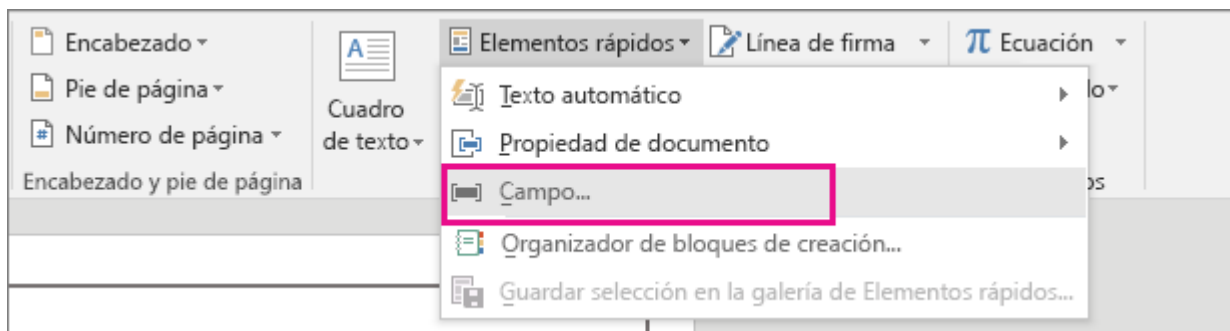 Encabezado
Pie de página
Número de página
Encabezado y pie de página
A
Cuadro
de texto
Elementos rápidos
Línea de firma
π Ecuación
Texto automático
Propiedad de documento
Campo...
Organizador de bloques de creación...
Guardar selección en la galería de Elementos rápidos...